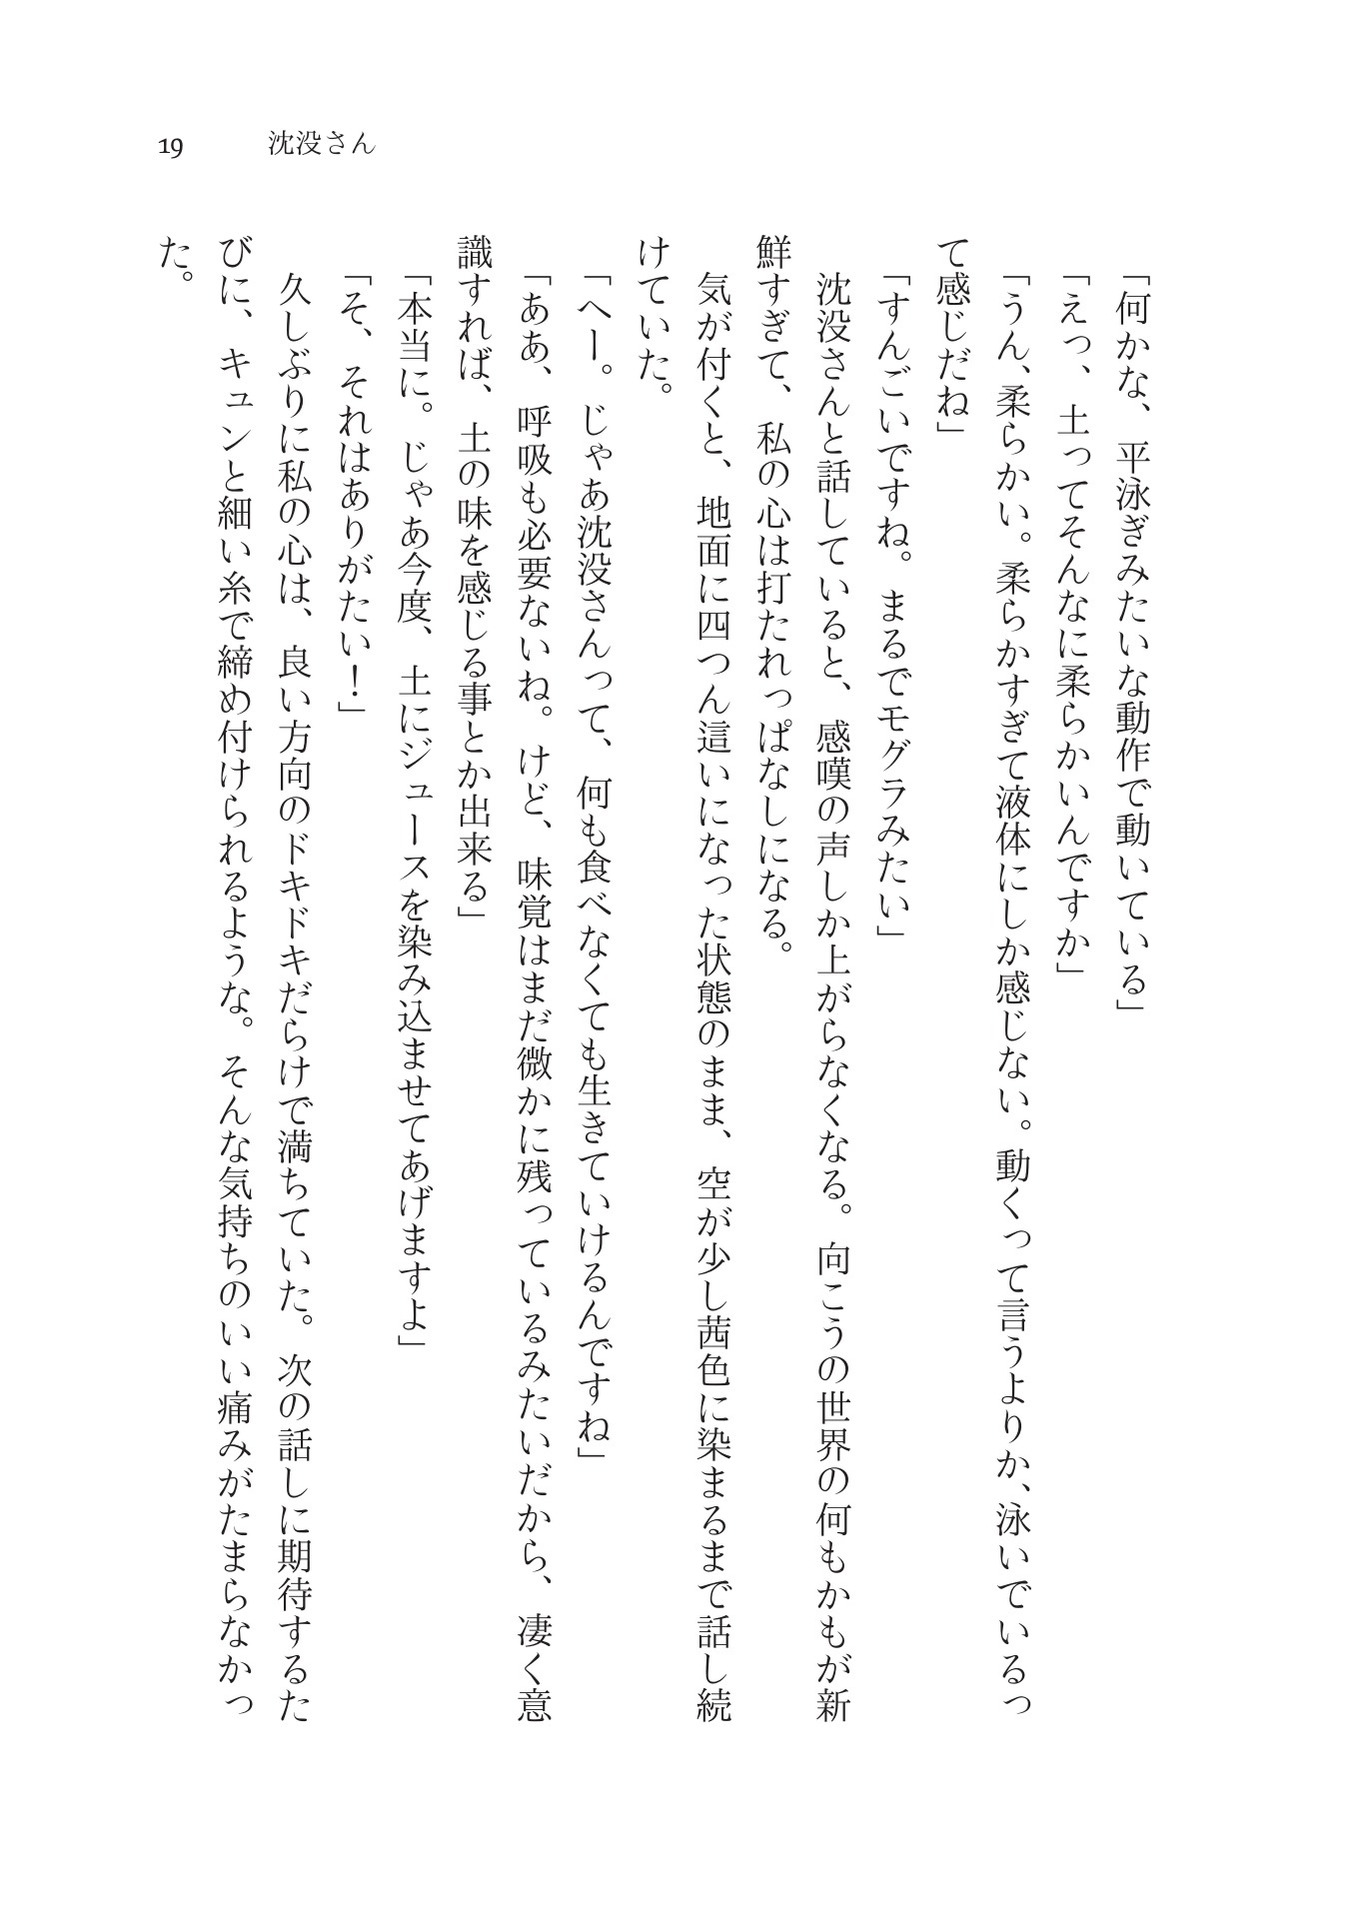 19　沈没さん
「何かな、平泳ぎみたいな動作で動いている」
「えっ、土ってそんなに柔らかいんですか」
「うん、柔らかい。柔らかすぎて液体にしか感じない。動くって言うよりか、泳いでいるっ
て感じだね」
「すんごいですね。まるでモグラみたい」
沈没さんと話していると、感嘆の声しか上がらなくなる。向こうの世界の何もかもが新
鮮すぎて、私の心は打たれっぱなしになる。
気が付くと、地面に四つん這いになった状態のまま、空が少し茜色に染まるまで話し続
けていた。
「へー。じゃあ沈没さんって、何も食べなくても生きていけるんですね」
「ああ、呼吸も必要ないね。けど、味覚はまだ微かに残っているみたいだから、凄く意
識すれば、土の味を感じる事とか出来る」
「本当に。じゃあ今度、土にジュースを染み込ませてあげますよ」
「そ、それはありがたい！」
久しぶりに私の心は、良い方向のドキドキだらけで満ちていた。次の話しに期待するた
びに、キュンと細い糸で締め付けられるような。そんな気持ちのいい痛みがたまらなかっ
た。